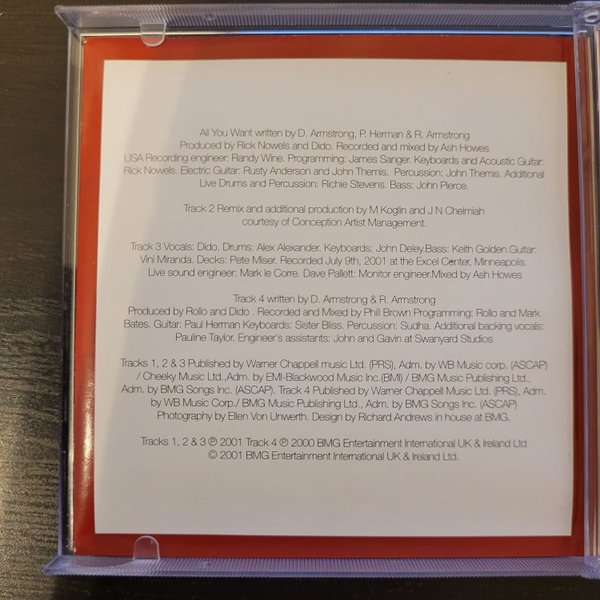 All You Want written by D. Armstrong, P. Herman & R. Armstrong
Produced by Rick Nowels and Dido. Recorded and mixed by Ash Howes
USA Recording engineer: Randy Wine. Programming: James Sanger. Keyboards and Acoustic Guitar:
Rick Nowels. Electric Guitar: Rusty Anderson and John Themis. Percussion: John Themis. Additional
Live Drums and Percussion: Richie Stevens. Bass: John Pierce.
Track 2 Remix and additional production by M Koglin and J N Chelmiah
courtesy of Conception Artist Management.
Track 3 Vocals: Dido. Drums: Alex Alexander. Keyboards: John Deley.Bass: Keith Golden.Guitar:
Vini Miranda. Decks: Pete Miser. Recorded July 9th, 2001 at the Excel Center, Minneapolis.
Live sound engineer: Mark le Corre. Dave Pallett: Monitor engineer.Mixed by Ash Howes
Track 4 written by D. Armstrong & R. Armstrong
Produced by Rollo and Dido . Recorded and Mixed by Phill Brown Programming: Rollo and Mark
Bates. Guitar: Paul Herman Keyboards: Sister Bliss. Percussion: Sudha. Additional backing vocals:
Pauline Taylor. Engineer's assistants: John and Gavin at Swanyard Studios
Tracks 1, 2 & 3 Published by Warner Chappell music Ltd. (PRS), Adm. by WB Music corp. (ASCAP)
/ Cheeky Music Ltd.,Adm. by EMI-Blackwood Music Inc.(BMI) / BMG Music Publishing Ltd.,
Adm. by BMG Songs Inc. (ASCAP). Track 4 Published by Warner Chappell Music Ltd. (PRS), Adm.
by WB Music Corp./ BMG Music Publishing Ltd., Adm. by BMG Songs Inc. (ASCAP)
Photography by Ellen Von Unwerth. Design by Richard Andrews in house at BMG.
Tracks 1, 2 & 3 ℗ 2001 Track 4 ℗ 2000 BMG Entertainment International UK & Ireland Ltd
© 2001 BMG Entertainment International UK & Ireland Ltd.